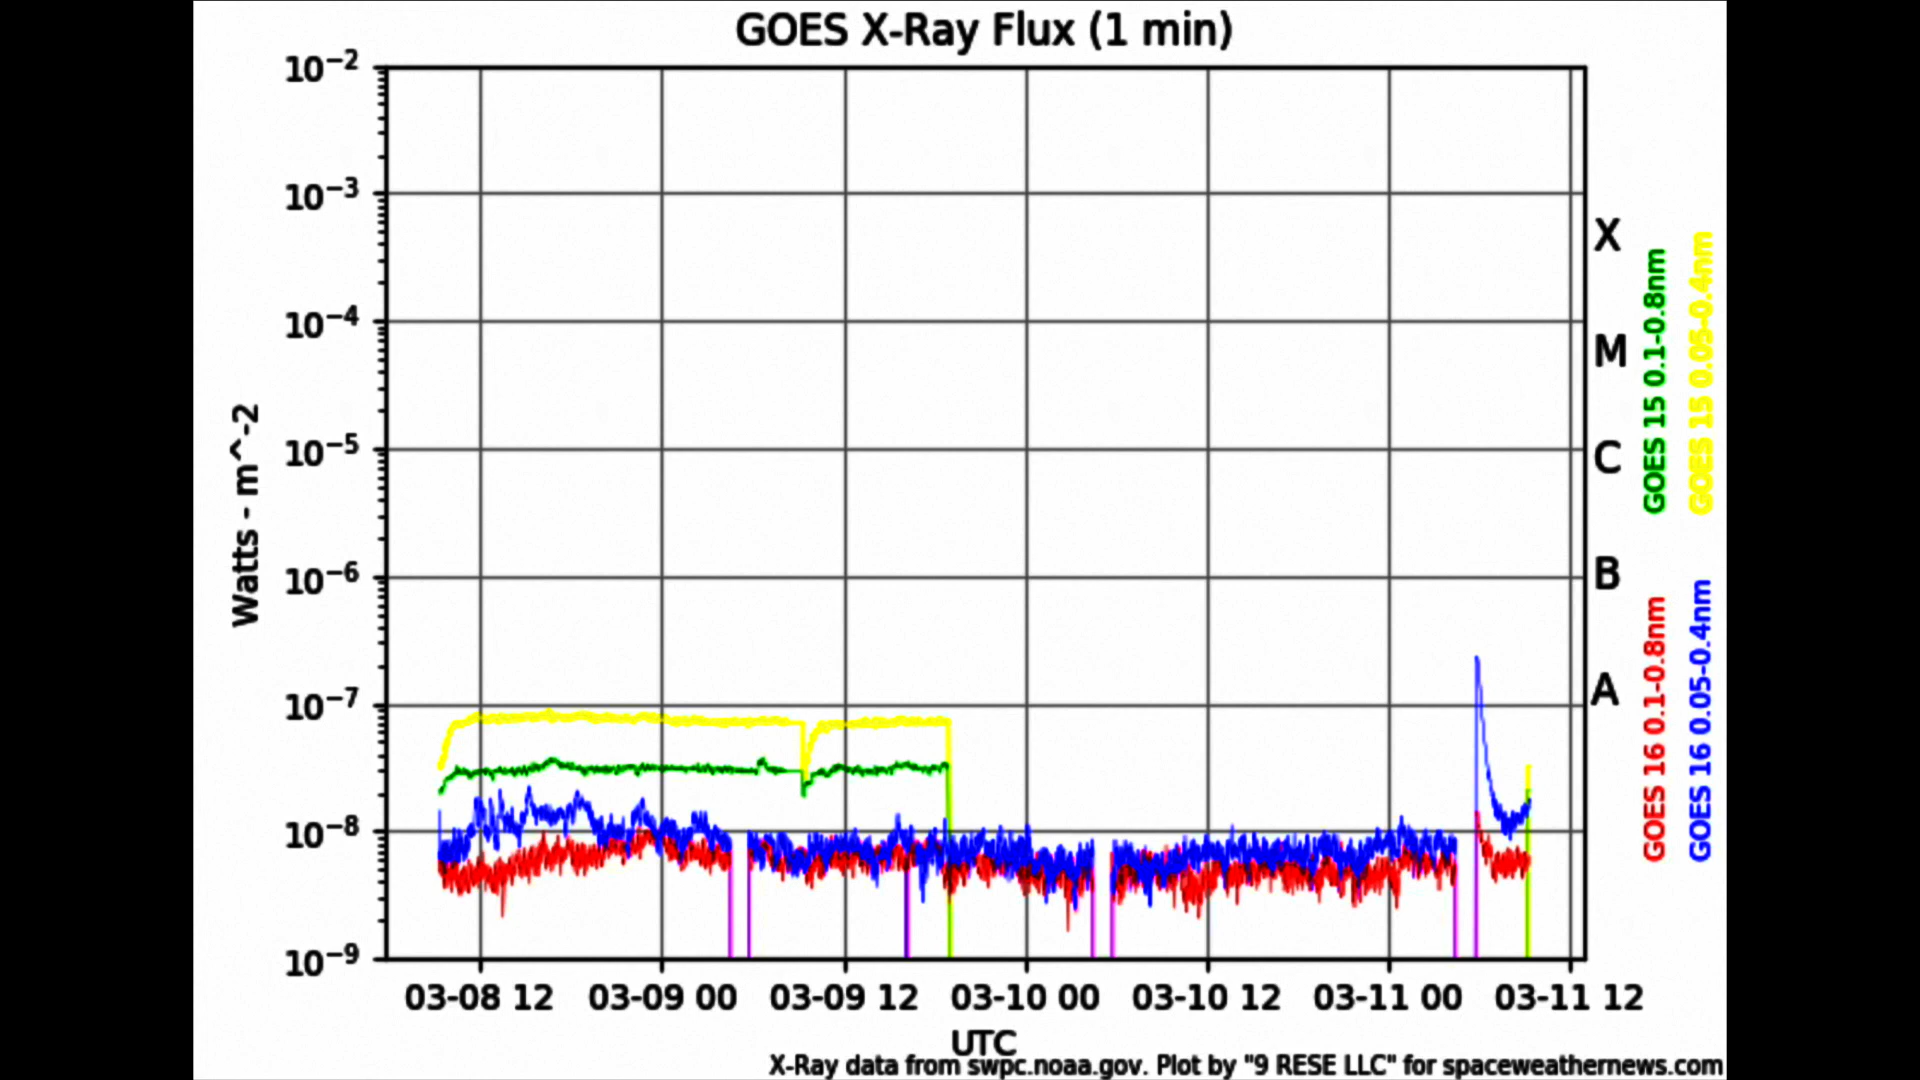 GOES X-Ray Flux (1 min)
10⁻²
10⁻³
10⁻⁴
10⁻⁵
10⁻⁶
10⁻⁷
10⁻⁸
10⁻⁹
Watts - m^-2
X
M
C
B
A
GOES 15 0.1-0.8nm
GOES 15 0.05-0.4nm
GOES 16 0.1-0.8nm
GOES 16 0.05-0.4nm
03-08 12 03-09 00 03-09 12 03-10 00 03-10 12 03-11 00 03-11 12
UTC
X-Ray data from swpc.noaa.gov. Plot by "9 RESE LLC" for spaceweathernews.com